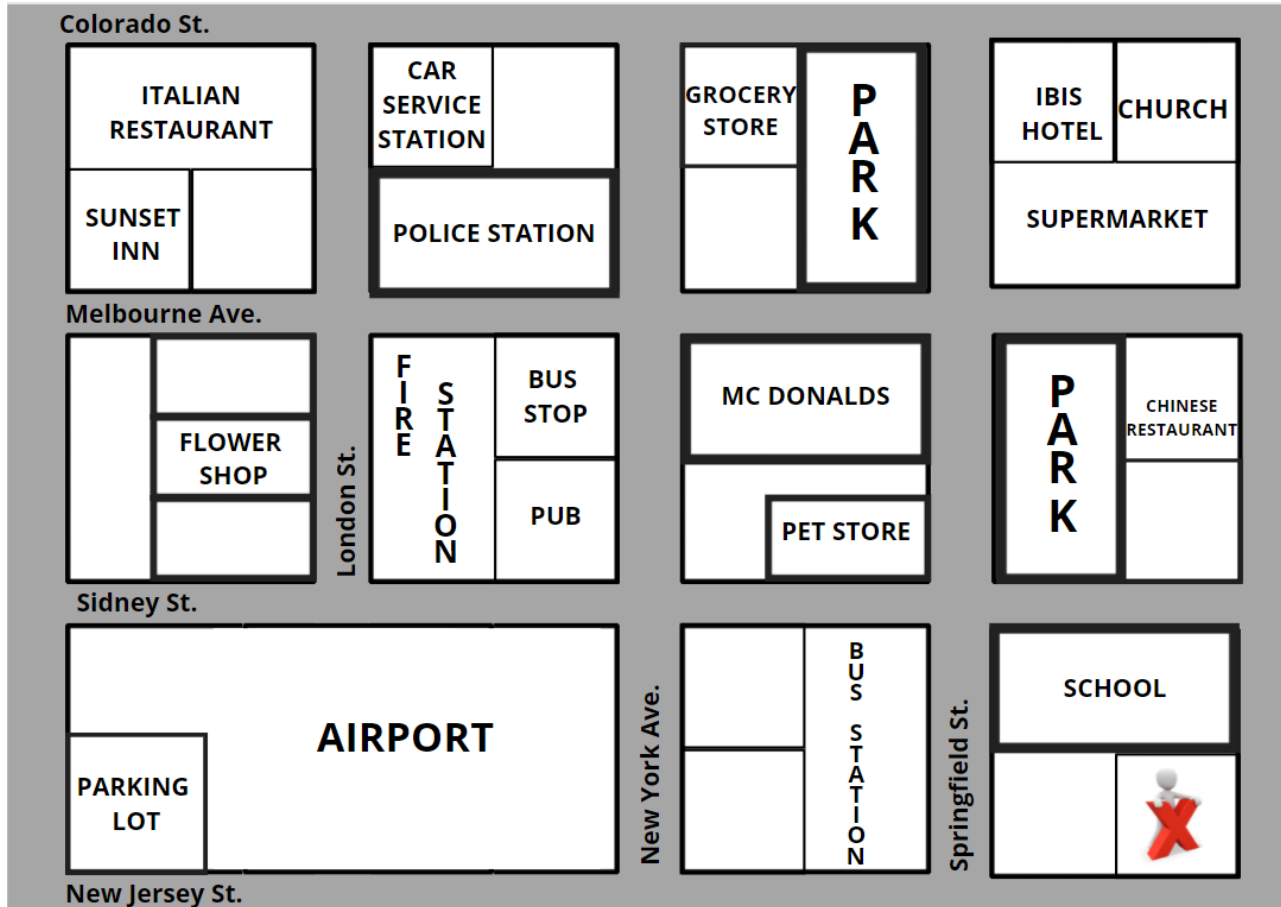 Colorado St.
ITALIAN
RESTAURANT
CAR
SERVICE
STATION
GROCERY
STORE
PARK
IBIS
HOTEL
CHURCH
SUNSET
INN
POLICE STATION
SUPERMARKET
Melbourne Ave.
FLOWER
SHOP
London St.
FIRE
STATION
BUS
STOP
PUB
MC DONALDS
PET STORE
PARK
CHINESE
RESTAURANT
Sidney St.
AIRPORT
PARKING
LOT
New York Ave.
BUS STATION
Springfield St.
SCHOOL
X
New Jersey St.